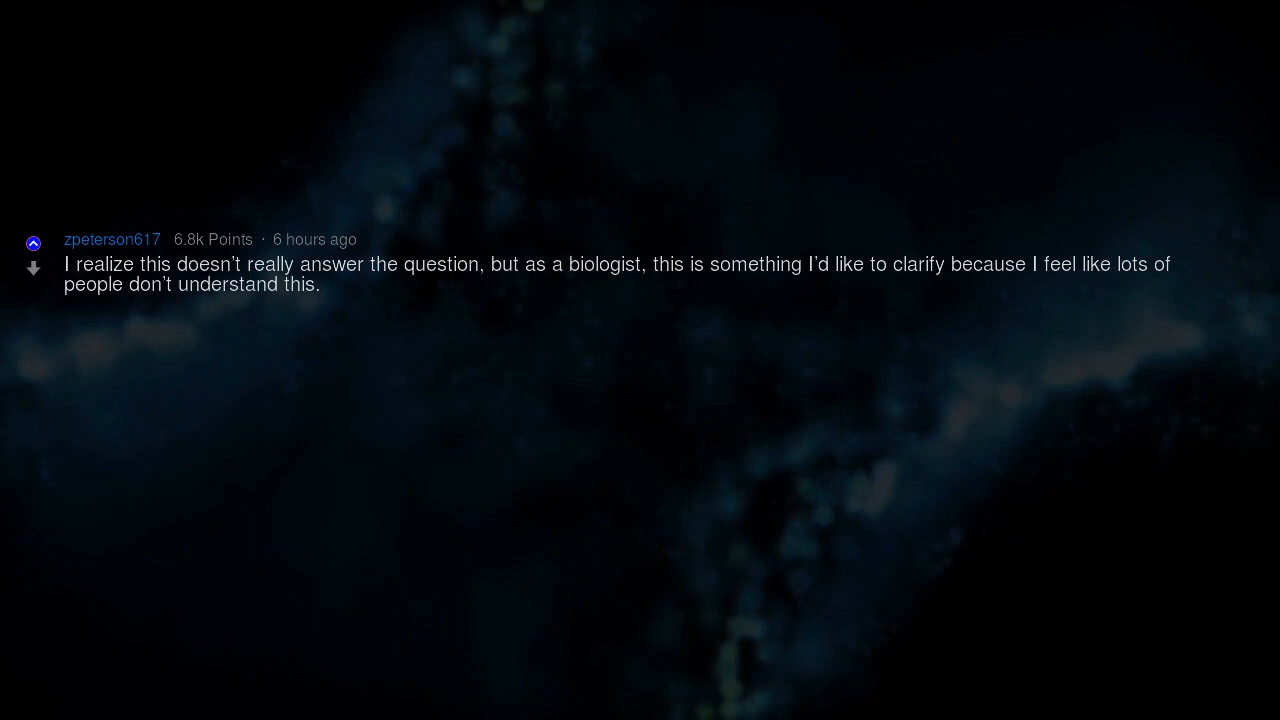 zpeterson617 6.8k Points · 6 hours ago
I realize this doesn't really answer the question, but as a biologist, this is something I'd like to clarify because I feel like lots of
people don't understand this.